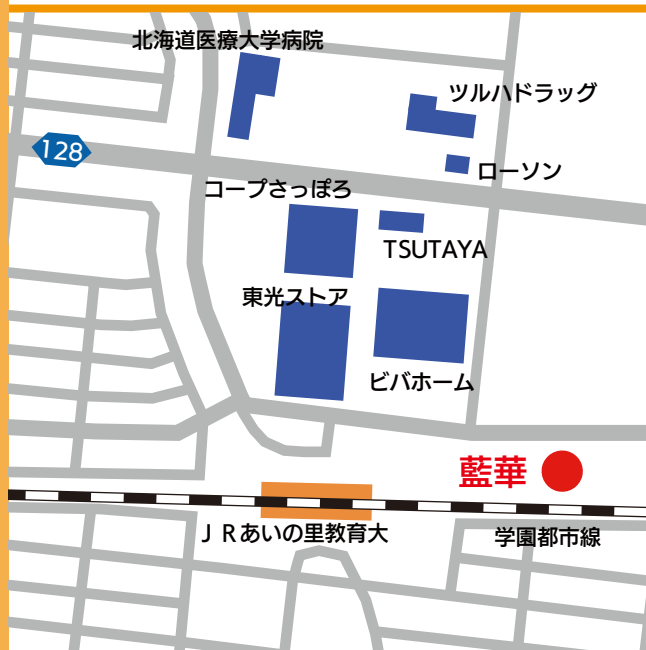 北海道医療大学病院
ツルハドラッグ
128
ローソン
コープさっぽろ
TSUTAYA
東光ストア
ビバホーム
藍華
ＪＲあいの里教育大
学園都市線